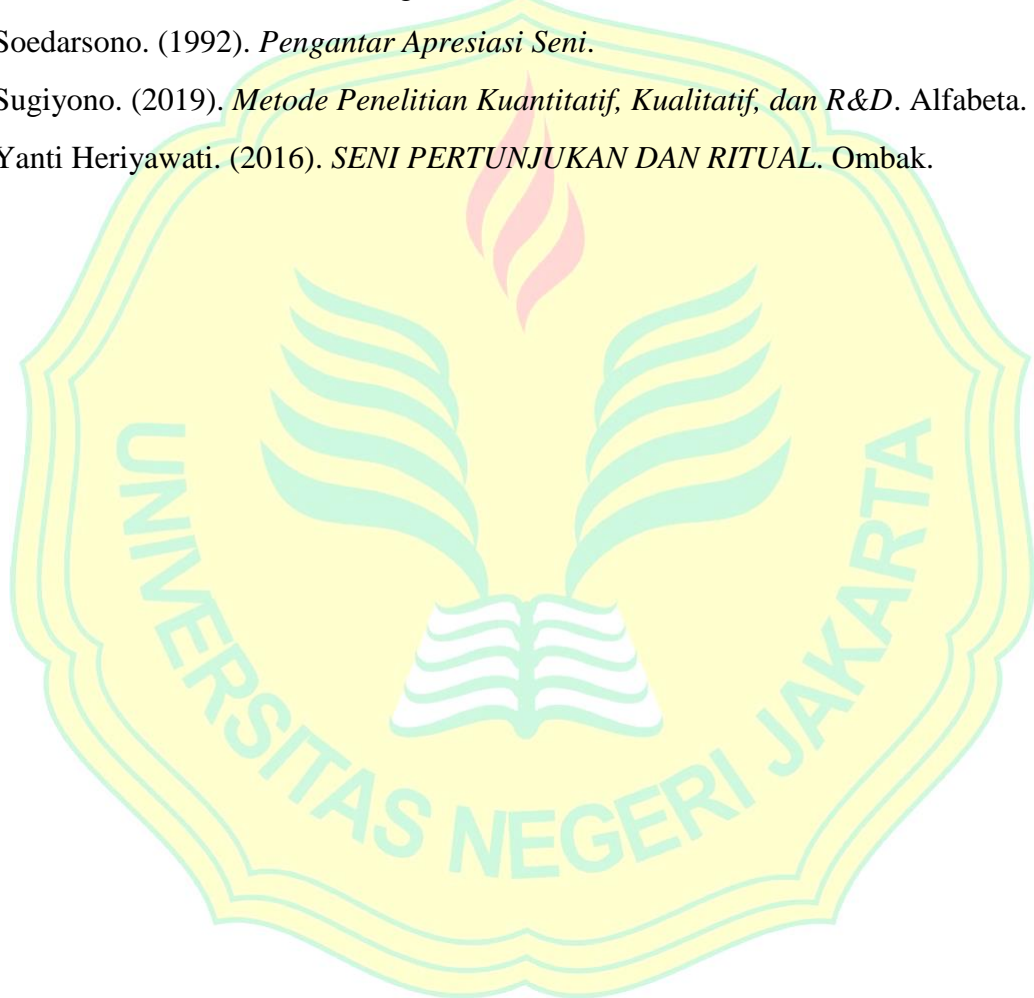 Soedarsono. (1992). Pengantar Apresiasi Seni.
Sugiyono. (2019). Metode Penelitian Kuantitatif, Kualitatif, dan R&D. Alfabeta.
Yanti Heriyawati. (2016). SENI PERTUNJUKAN DAN RITUAL. Ombak.
UNIVERSITAS NEGERI JAKARTA